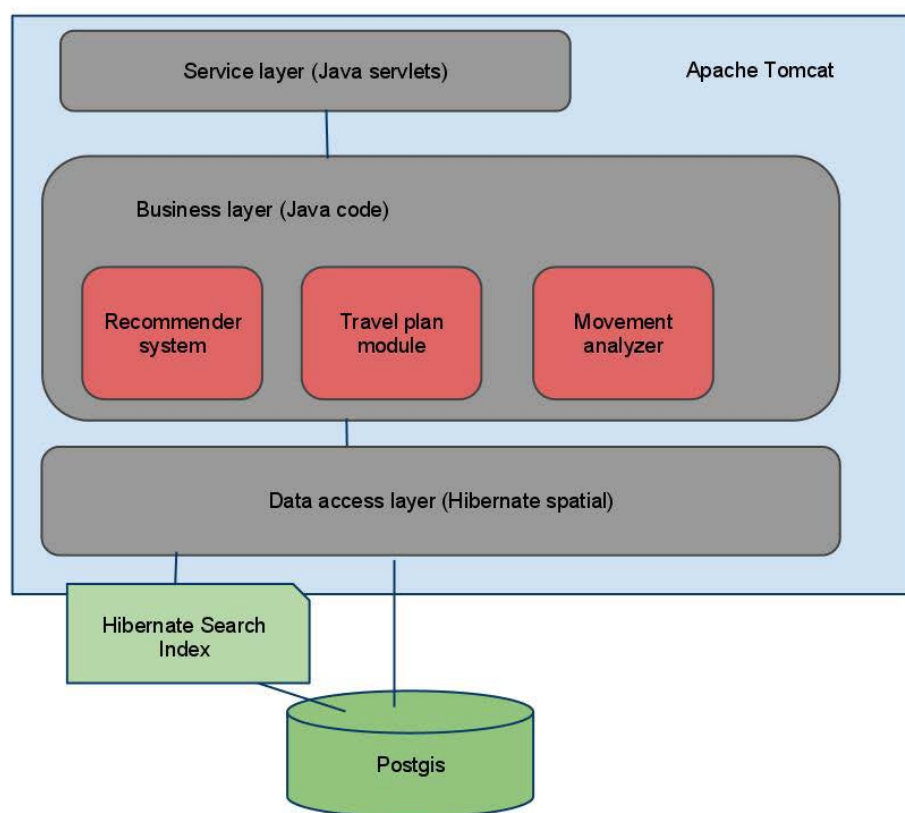 Service layer (Java servlets)
Apache Tomcat
Business layer (Java code)
Recommender
system
Travel plan
module
Movement
analyzer
Data access layer (Hibernate spatial)
Hibernate Search
Index
Postgis